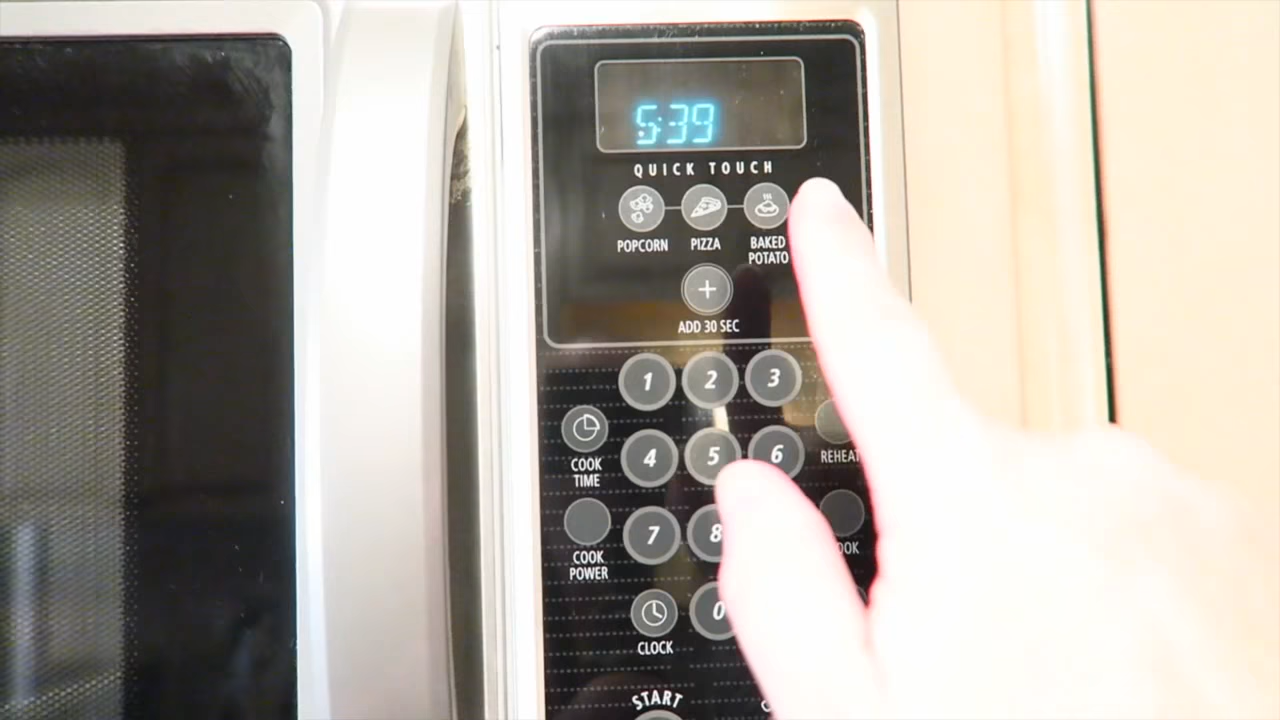 5:39
QUICK TOUCH
POPCORN PIZZA BAKED POTATO
+
ADD 30 SEC
1 2 3
COOK TIME 4 5 6 REHEAT
COOK POWER 7 8
0
CLOCK
START